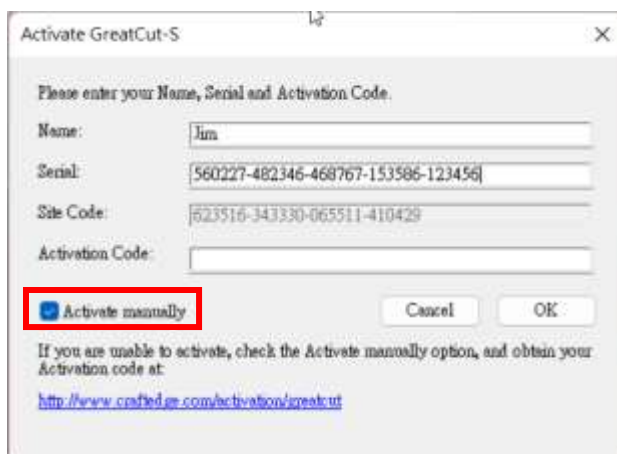 Activate GreatCut-S
Please enter your Name, Serial and Activation Code.
Name:
Jim
Serial:
560227-482346-468767-153586-123456
Site Code:
623516-343330-065511-410429
Activation Code:
Activate manually
Cancel
OK
If you are unable to activate, check the Activate manually option, and obtain your
Activation code at:
http://www.craftedge.com/activation/greatcut